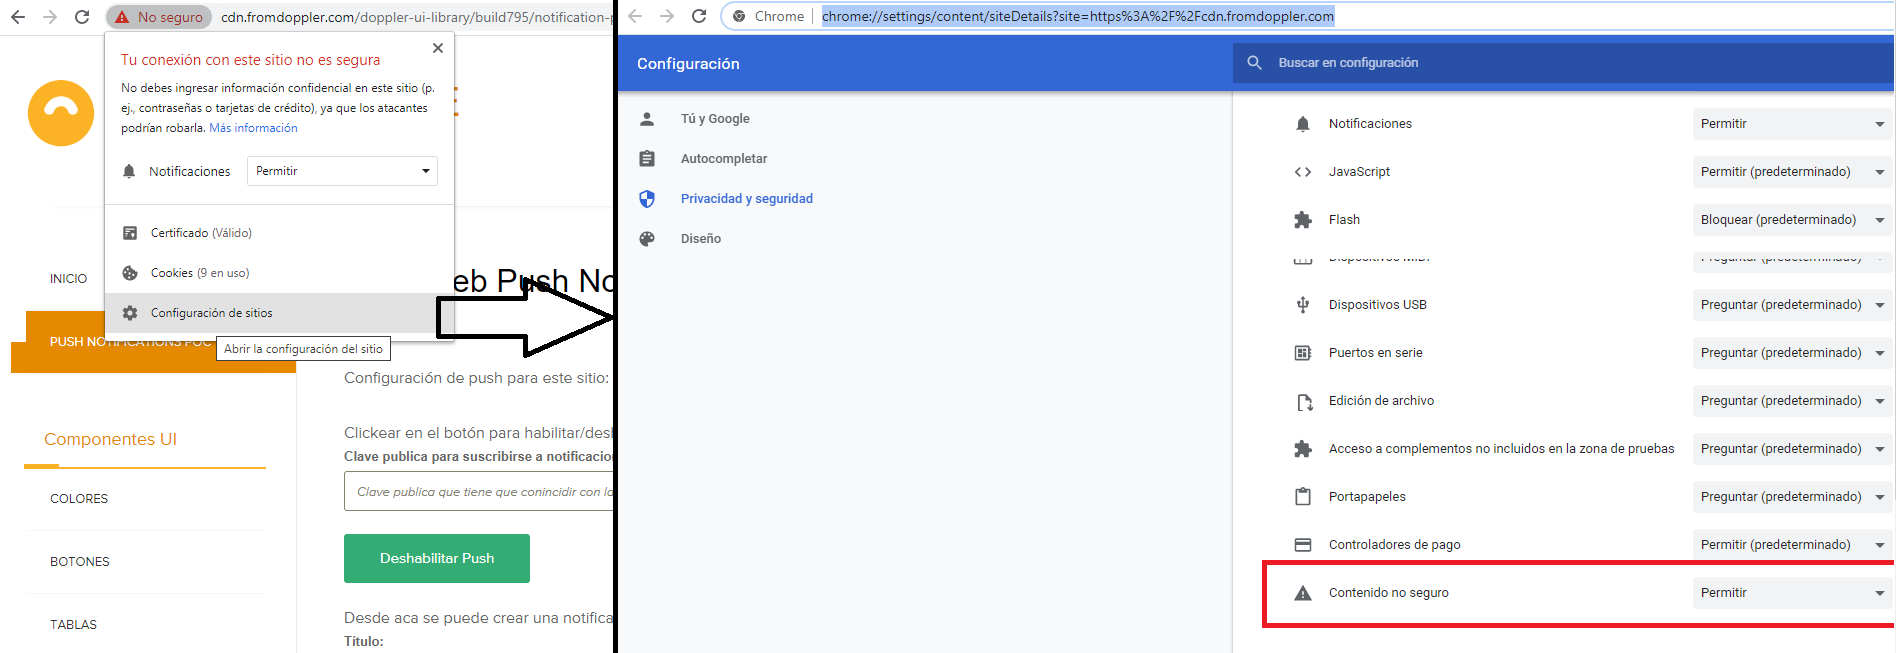 No seguro
cdn.fromdoppler.com/doppler-ui-library/build795/notification-p
Tu conexión con este sitio no es segura
No debes ingresar información confidencial en este sitio (p.
ej., contraseñas o tarjetas de crédito), ya que los atacantes
podrían robarla. Más información
Notificaciones
Permitir
Certificado (Válido)
Cookies (9 en uso)
Configuración de sitios
Abrir la configuración del sitio
INICIO
PUSH NOTIFICATIONS POC
Componentes UI
COLORES
BOTONES
TABLAS
eb Push No
Configuración de push para este sitio:
Clickear en el botón para habilitar/desh
Clave publica para suscribirse a notificacion
Clave publica que tiene que conincidir con la
Deshabilitar Push
Desde aca se puede crear una notifica
Título:
Chrome
chrome://settings/content/siteDetails?site=https%3A%2F%2Fcdn.fromdoppler.com
Configuración
Buscar en configuración
Tú y Google
Autocompletar
Privacidad y seguridad
Diseño
Notificaciones Permitir
JavaScript Permitir (predeterminado)
Flash Bloquear (predeterminado)
Dispositivos MIDI Preguntar (predeterminado)
Dispositivos USB Preguntar (predeterminado)
Puertos en serie Preguntar (predeterminado)
Edición de archivo Preguntar (predeterminado)
Acceso a complementos no incluidos en la zona de pruebas Preguntar (predeterminado)
Portapapeles Preguntar (predeterminado)
Controladores de pago Permitir (predeterminado)
Contenido no seguro Permitir